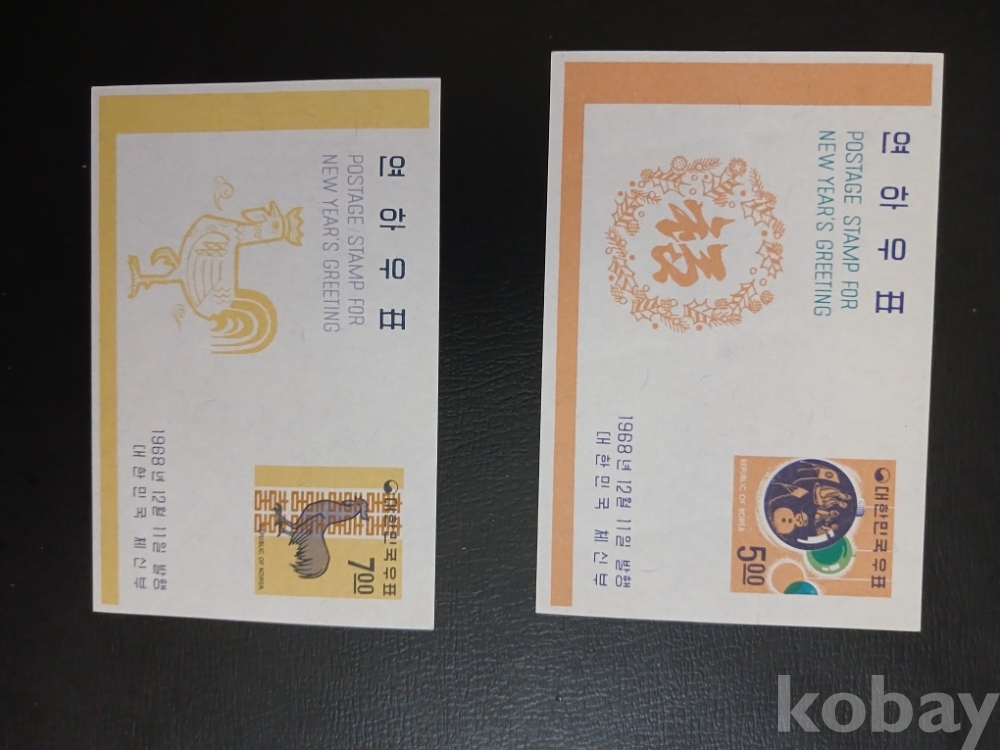 연하우표
POSTAGE STAMP FOR
NEW YEAR'S GREETING
대한민국우표
REPUBLIC OF KOREA
7.00
1968년 12월 11일 발행
대한민국 체신부
연하우표
POSTAGE STAMP FOR
NEW YEAR'S GREETING
福
대한민국우표
REPUBLIC OF KOREA
5.00
1968년 12월 11일 발행
대한민국 체신부
kobay